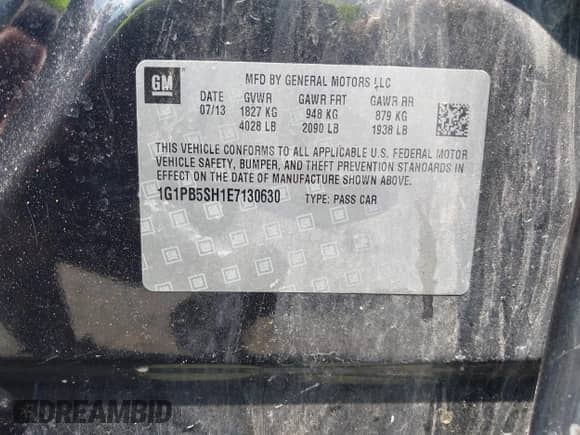 GM
MFD BY GENERAL MOTORS LLC
DATE GVWR GAWR FRT GAWR RR
07/13 1827 KG 948 KG 879 KG
4028 LB 2090 LB 1938 LB
THIS VEHICLE CONFORMS TO ALL APPLICABLE U.S. FEDERAL MOTOR
VEHICLE SAFETY, BUMPER, AND THEFT PREVENTION STANDARDS IN
EFFECT ON THE DATE OF MANUFACTURE SHOWN ABOVE.
1G1PB5SH1E7130630 TYPE: PASS CAR
DREAMBID